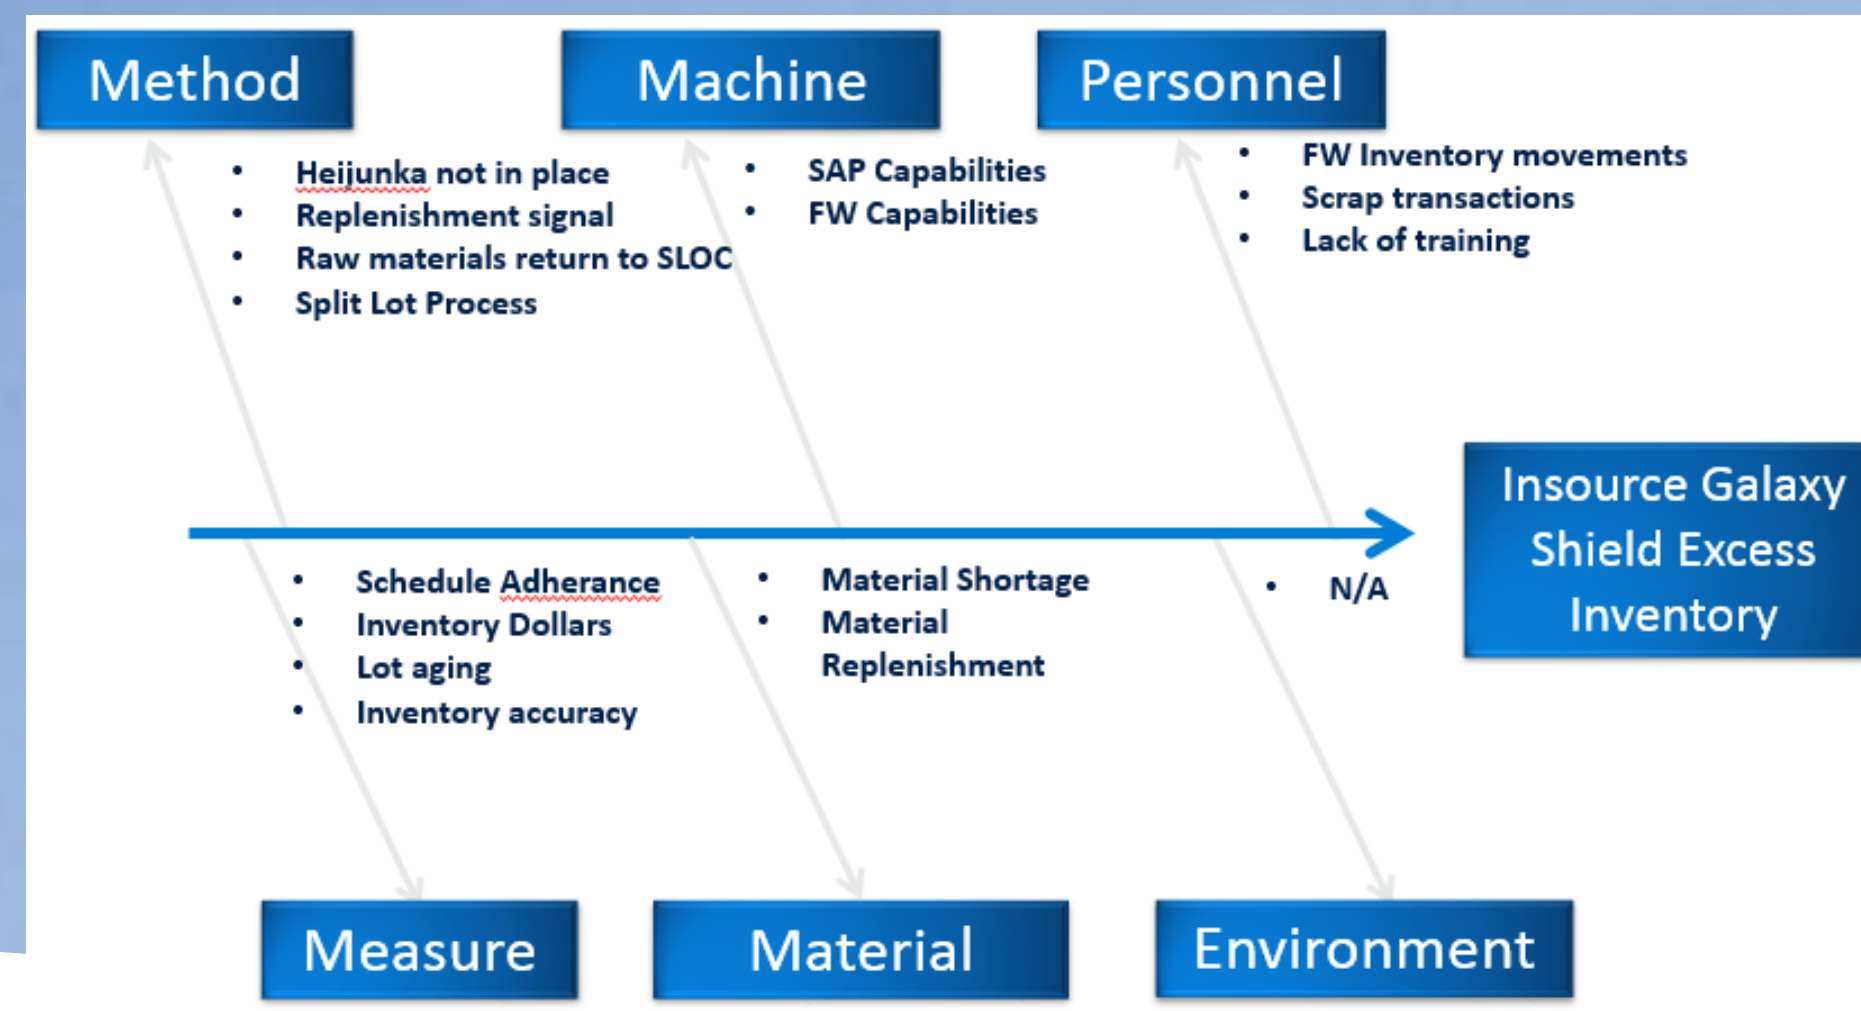 Method
Machine
Personnel
• Heijunka not in place
• Replenishment signal
• Raw materials return to SLOC
• Split Lot Process
• SAP Capabilities
• FW Capabilities
• FW Inventory movements
• Scrap transactions
• Lack of training
Insource Galaxy
Shield Excess
Inventory
• Schedule Adherance
• Inventory Dollars
• Lot aging
• Inventory accuracy
• Material Shortage
• Material
Replenishment
• N/A
Measure
Material
Environment